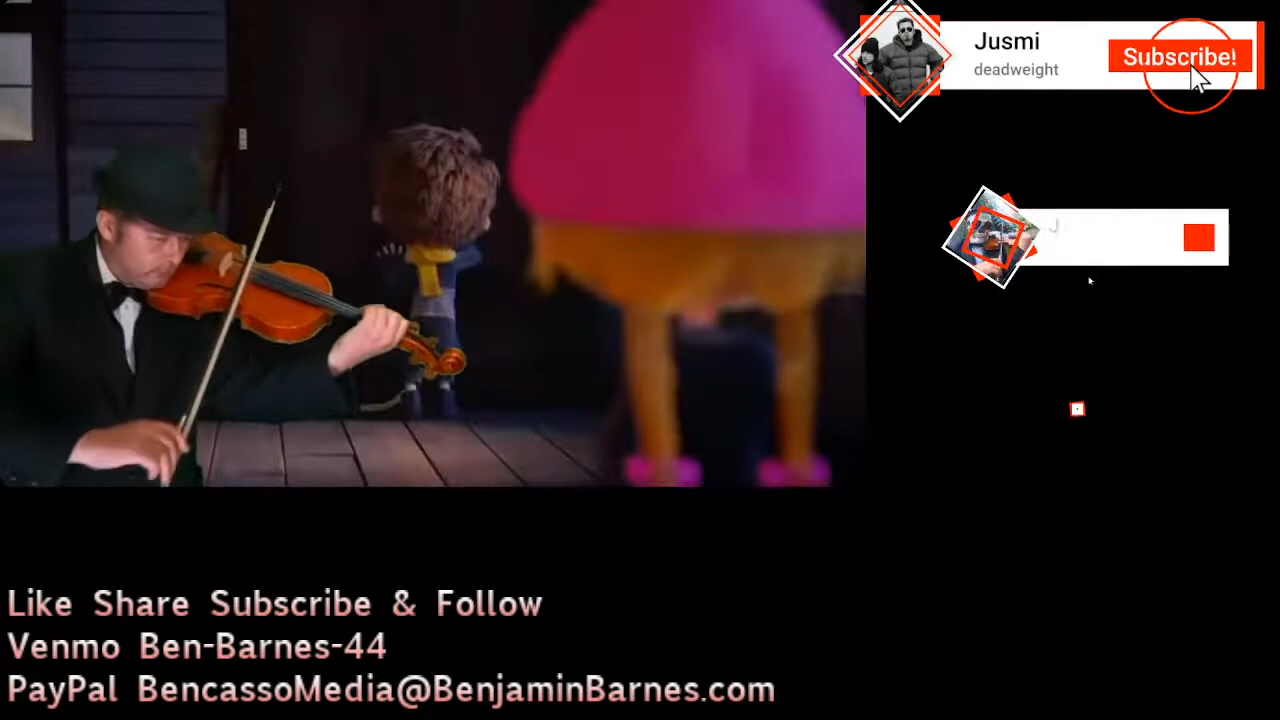 Jusmi
deadweight
Subscribe!
Like Share Subscribe & Follow
Venmo Ben-Barnes-44
PayPal BencassoMedia@BenjaminBarnes.com